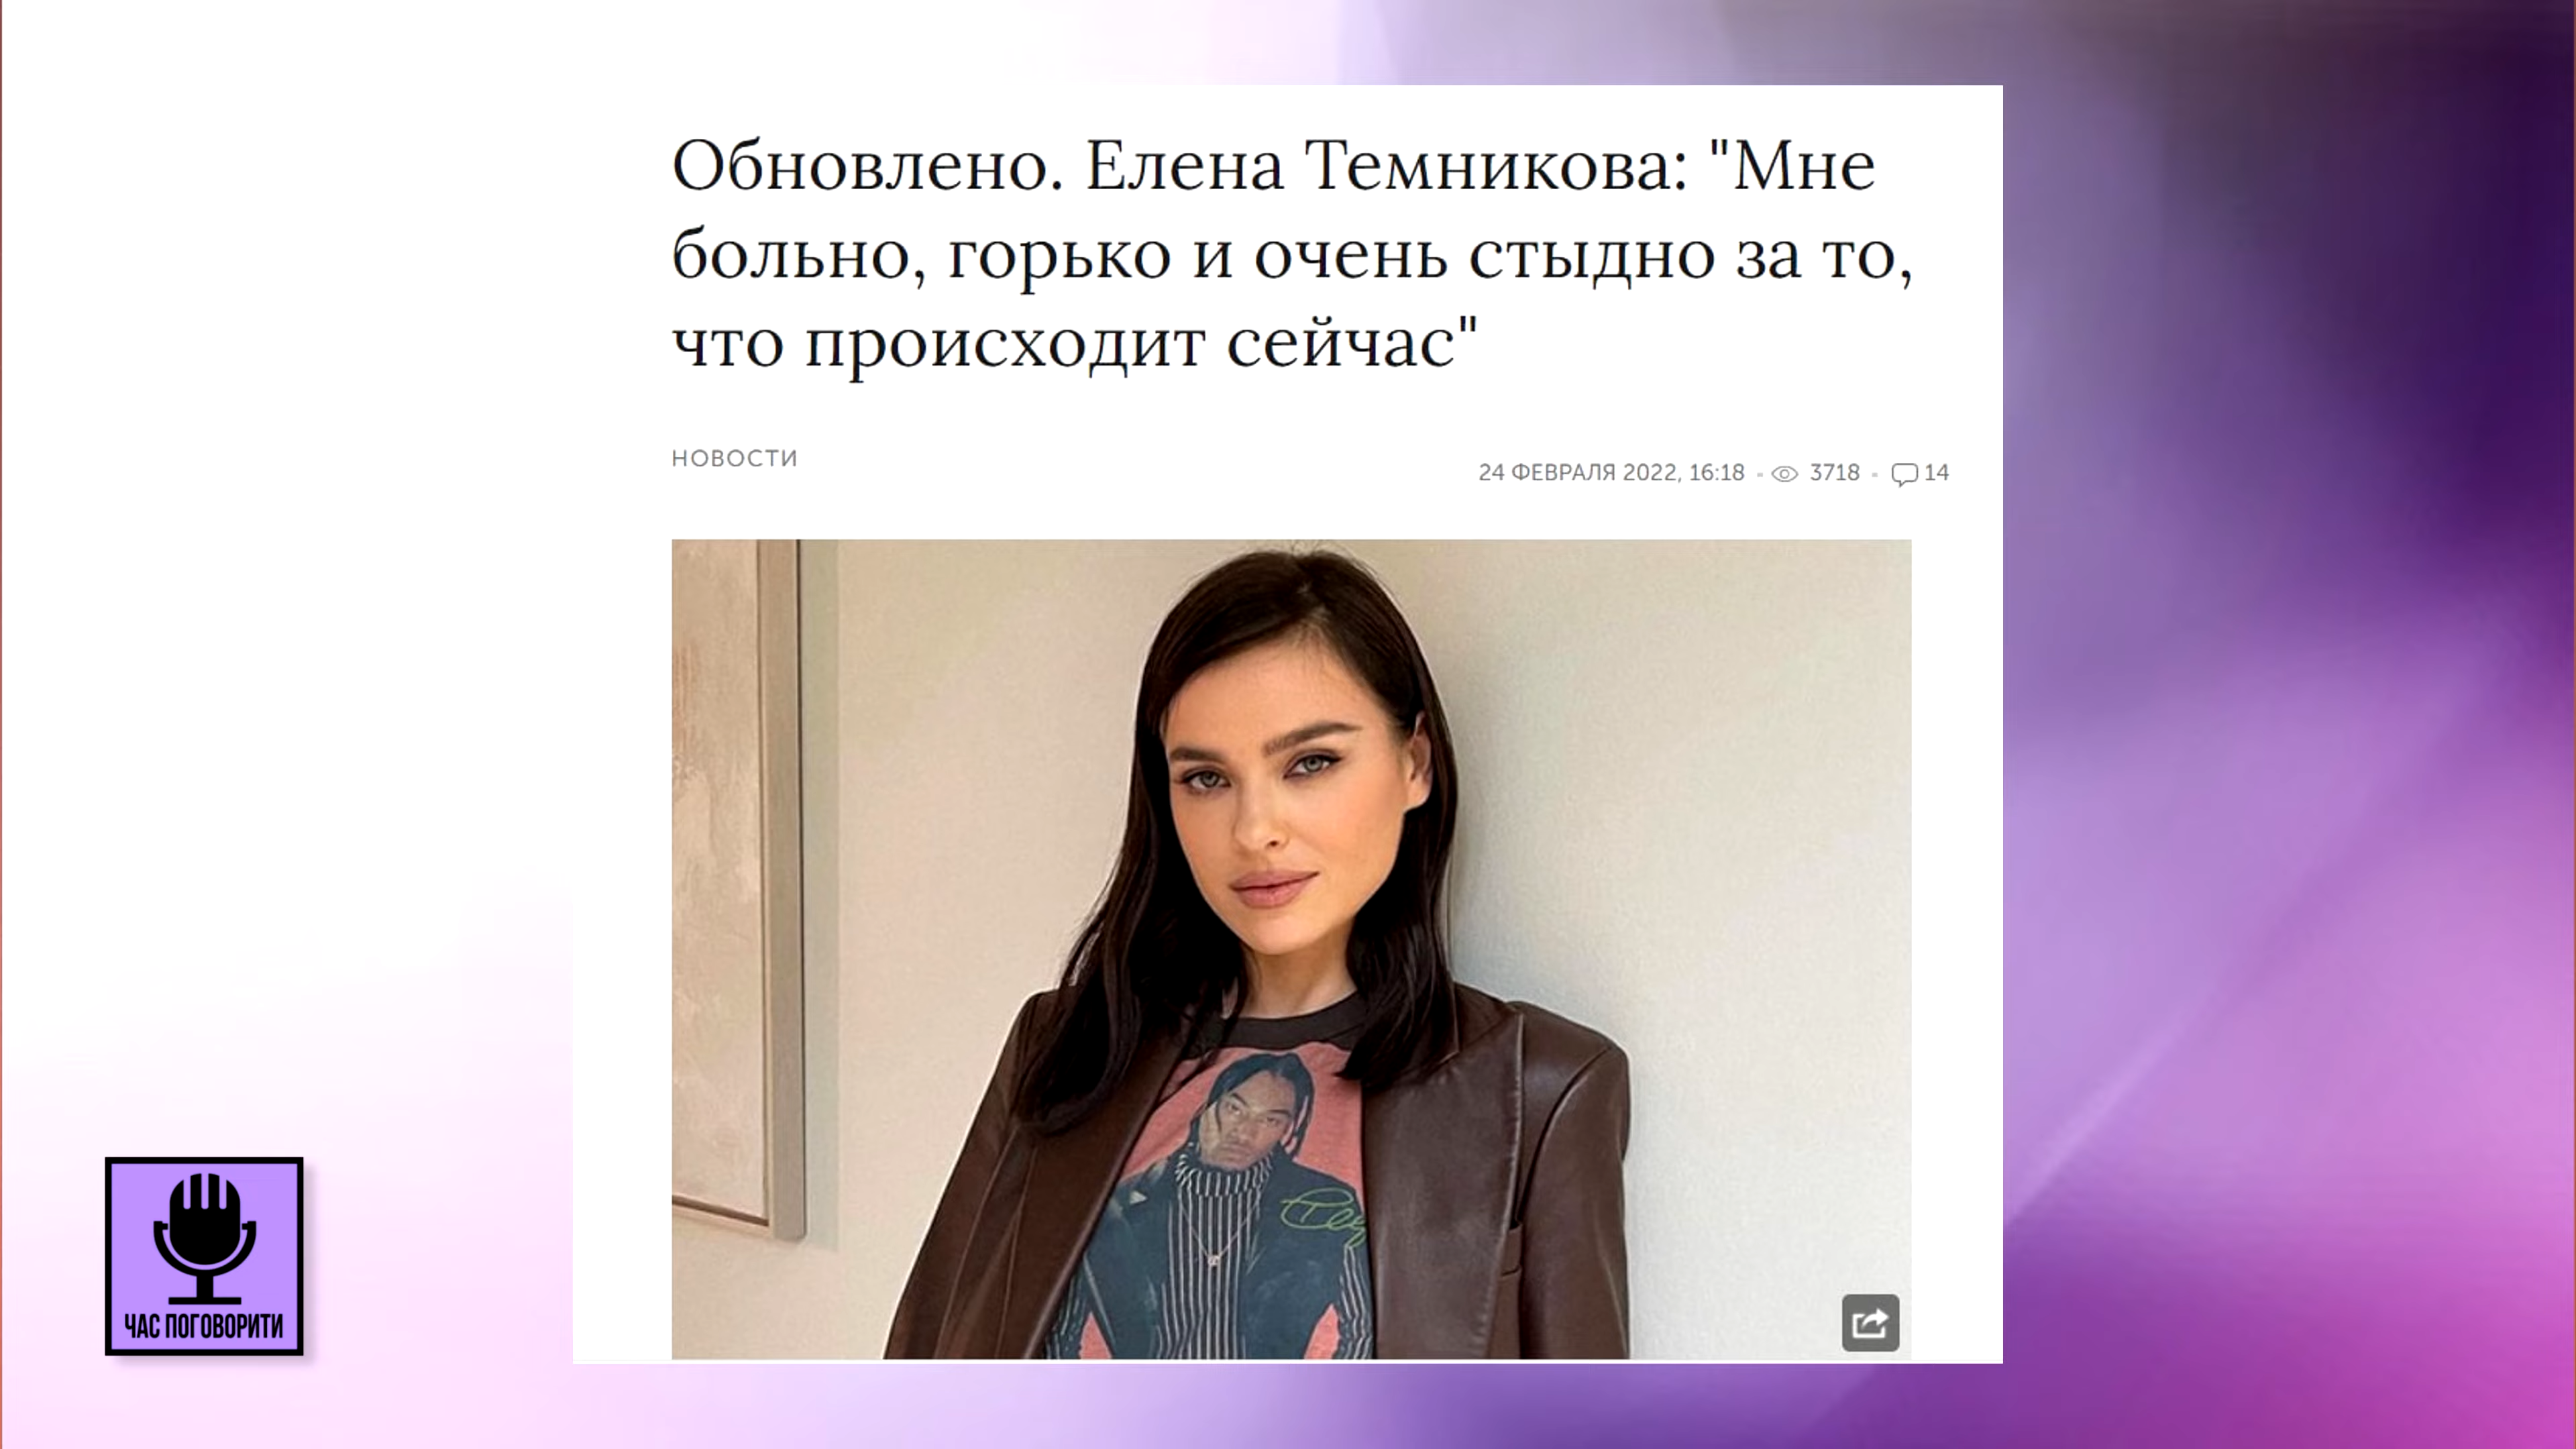 Обновлено. Елена Темникова: "Мне
больно, горько и очень стыдно за то,
что происходит сейчас"
НОВОСТИ
24 ФЕВРАЛЯ 2022, 16:18 - 3718 - 14
ЧАС ПОГОВОРИТИ